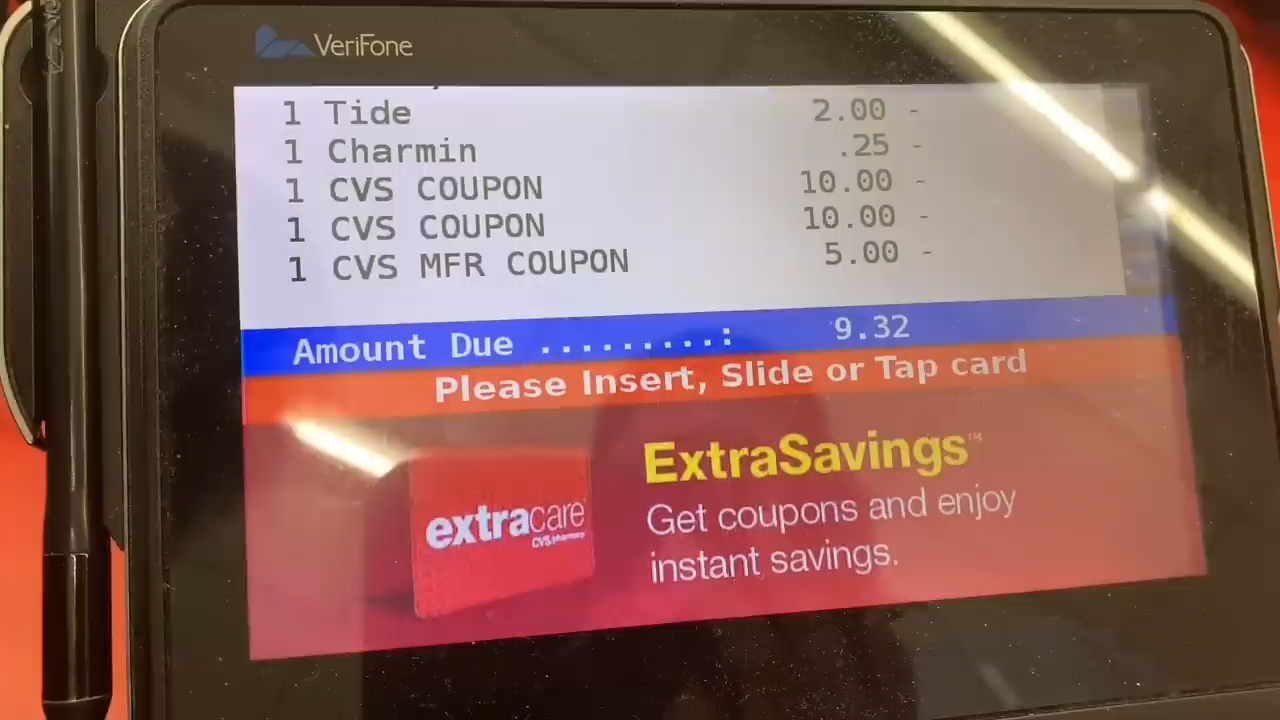 VeriFone
1 Tide 2.00 -
1 Charmin .25 -
1 CVS COUPON 10.00 -
1 CVS COUPON 10.00 -
1 CVS MFR COUPON 5.00 -
Amount Due ..........: 9.32
Please Insert, Slide or Tap card
ExtraSavings™
Get coupons and enjoy
instant savings.
extracare®
CVS pharmacy